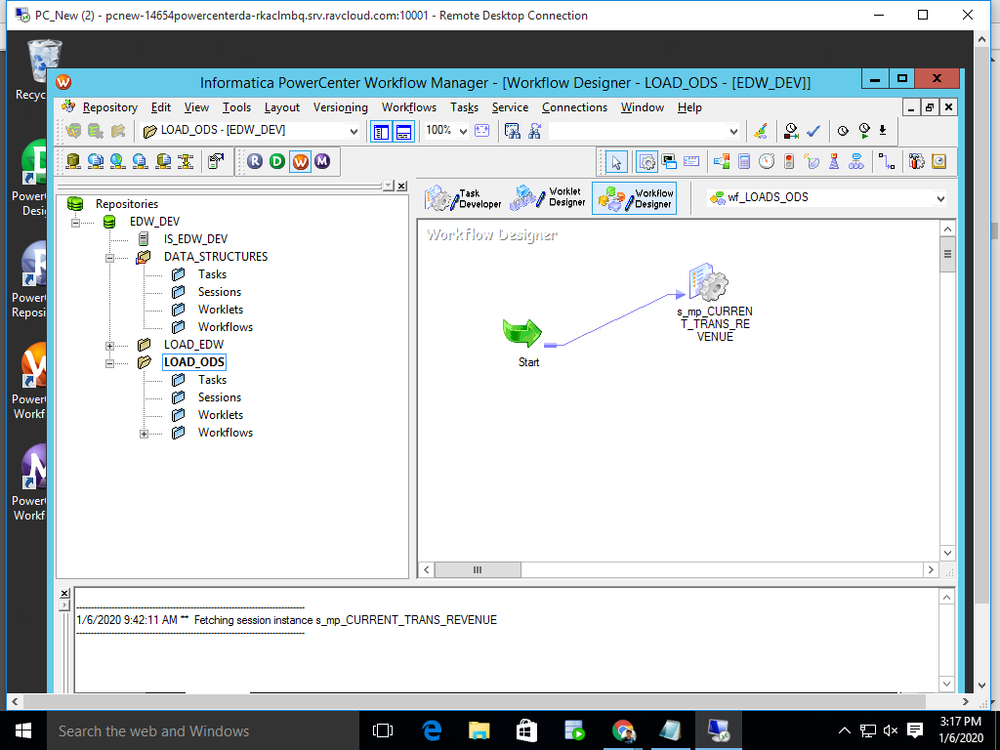 PC_New (2) - pcnew-14654powercenterda-rkaclmbq.srv.ravcloud.com:10001 - Remote Desktop Connection
Recyc
Informatica PowerCenter Workflow Manager - [Workflow Designer - LOAD_ODS - [EDW_DEV]]
Repository Edit View Tools Layout Versioning Workflows Tasks Service Connections Window Help
LOAD_ODS - [EDW_DEV]
100%
R D W M
Task Developer
Worklet Designer
Workflow Designer
wf_LOADS_ODS
Power
Desi
Power
Reposi
Power
Workf
Power
Workf
Repositories
EDW_DEV
IS_EDW_DEV
DATA_STRUCTURES
Tasks
Sessions
Worklets
Workflows
LOAD_EDW
LOAD_ODS
Tasks
Sessions
Worklets
Workflows
Workflow Designer
Start
s_mp_CURREN
T_TRANS_RE
VENUE
1/6/2020 9:42:11 AM ** Fetching session instance s_mp_CURRENT_TRANS_REVENUE
Search the web and Windows
3:17 PM
1/6/2020